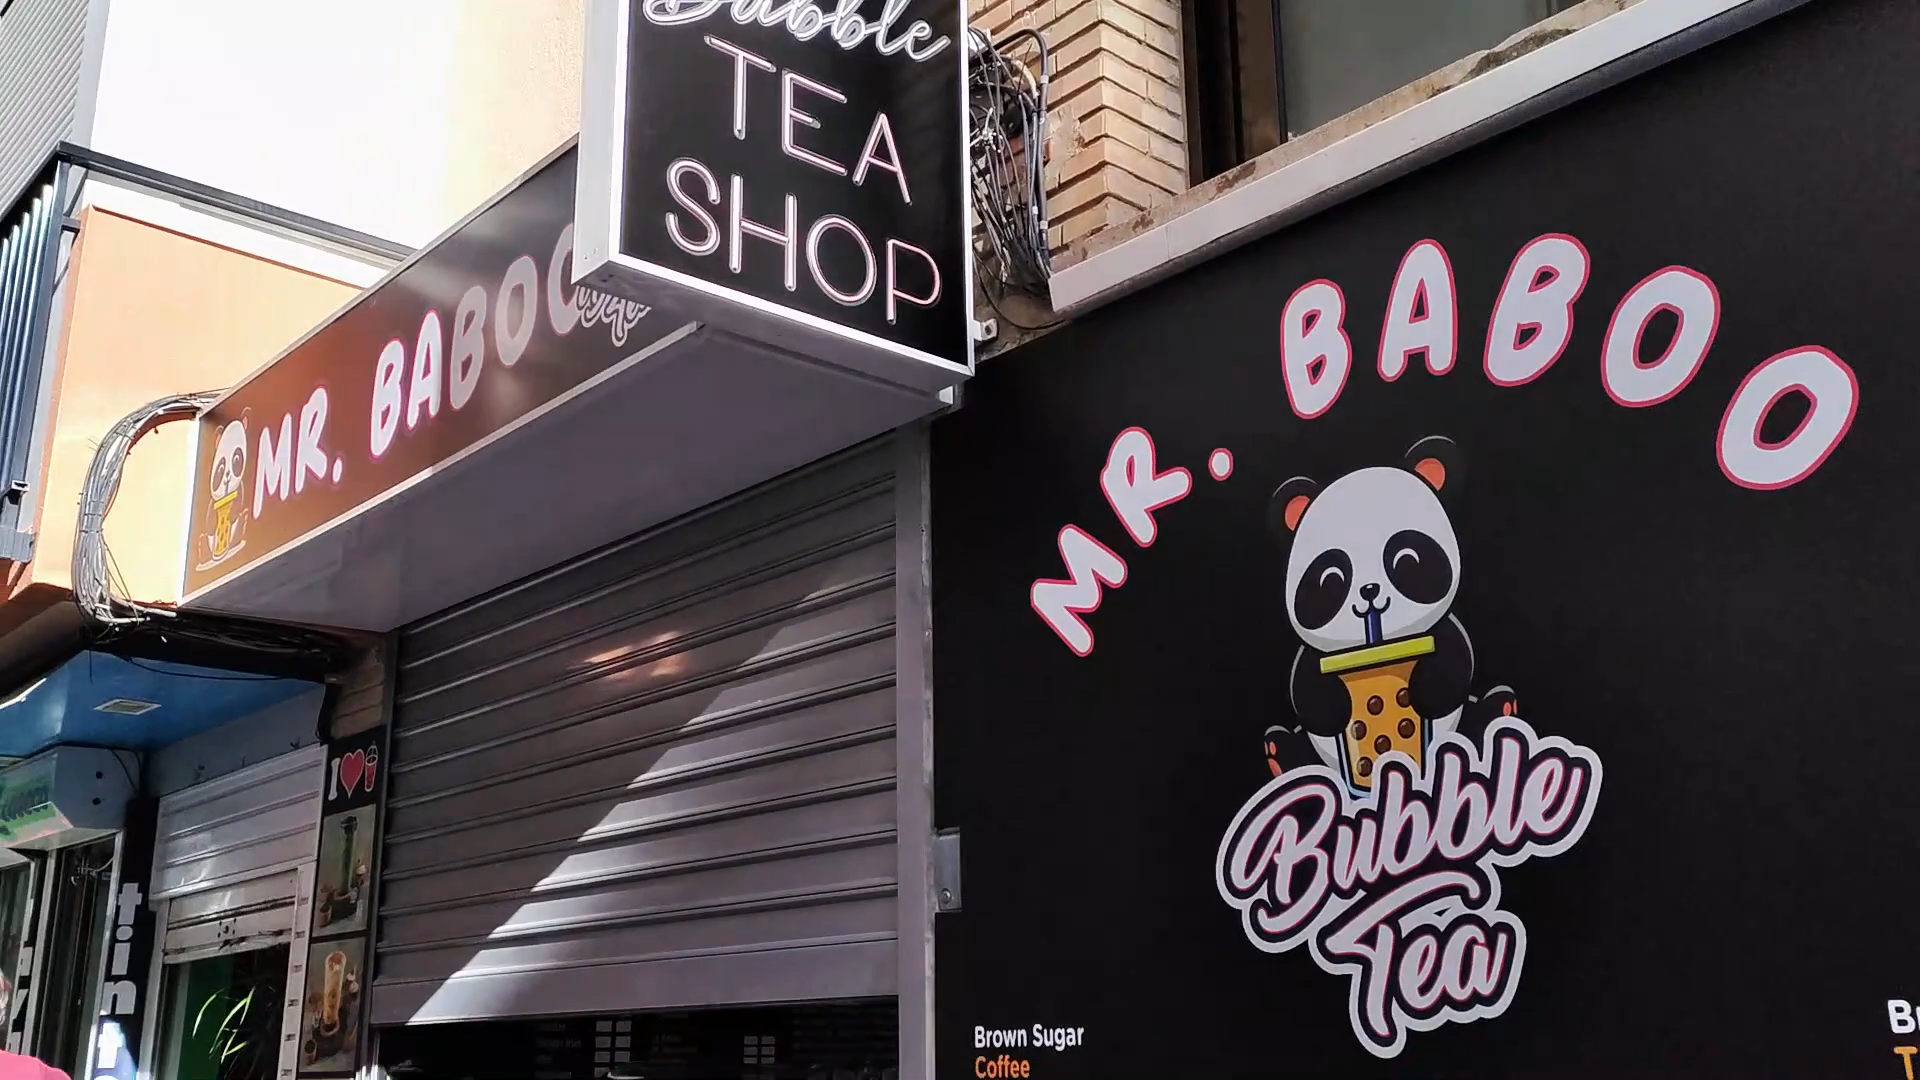 Bubble
TEA
SHOP
MR. BABOO
MR. BABOO
Bubble
Tea
I
Brown Sugar
Coffee